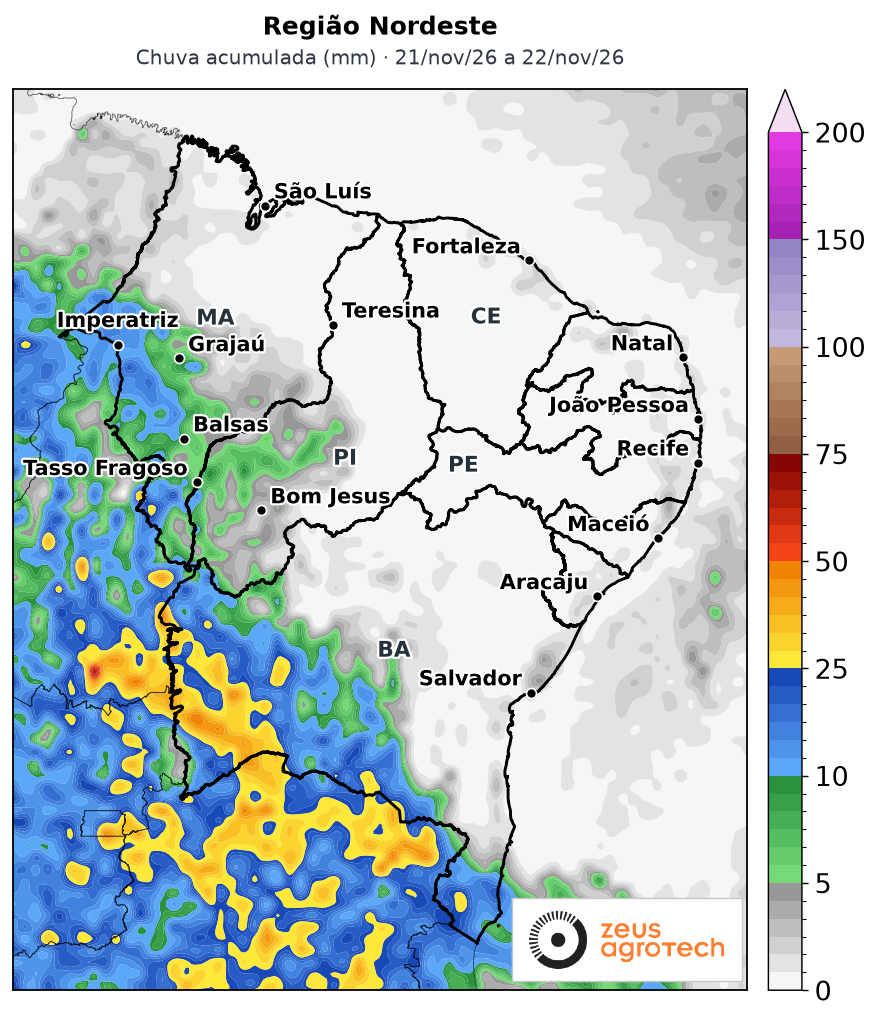 Região Nordeste
Chuva acumulada (mm) · 21/nov/26 a 22/nov/26
São Luís
Fortaleza
Teresina
CE
Imperatriz
MA
Grajaú
Natal
João Pessoa
Balsas
Recife
Tasso Fragoso
PI
PE
Bom Jesus
Maceió
Aracaju
BA
Salvador
200
150
100
75
50
25
10
5
0
zeus
agrotech